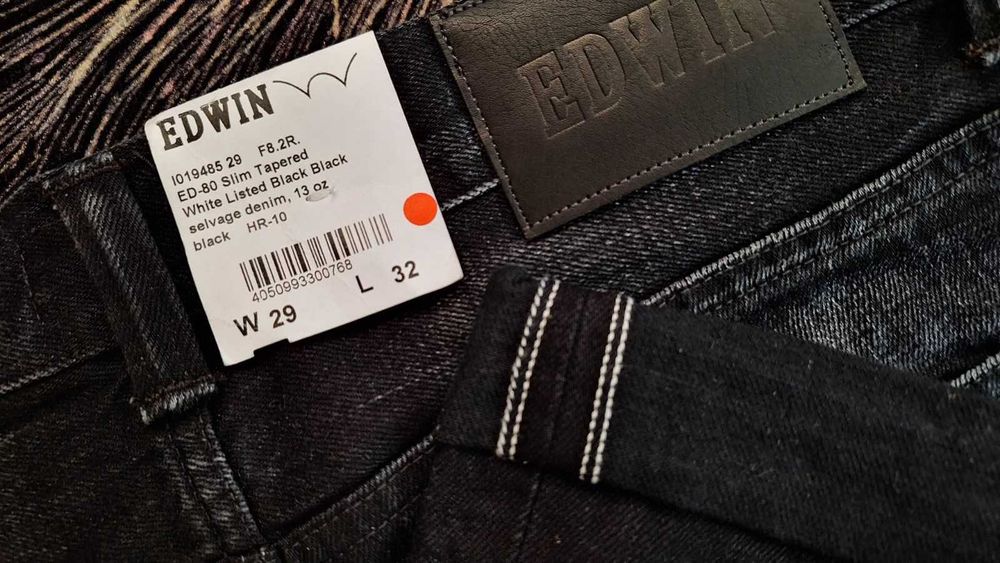 EDWIN
I019485 29 F8.2R.
ED-80 Slim Tapered
White Listed Black Black
selvage denim, 13 oz
black HR-10
4050993300768
W 29 L 32
EDWIN